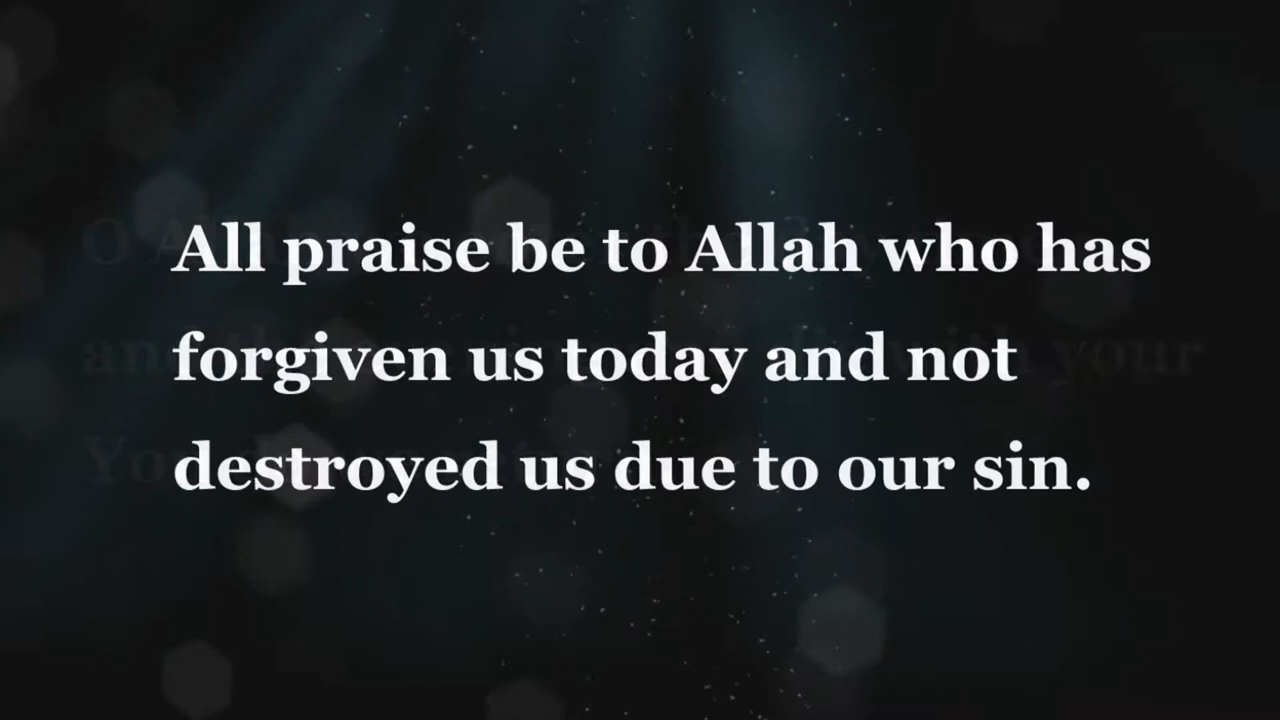 All praise be to Allah who has
forgiven us today and not
destroyed us due to our sin.